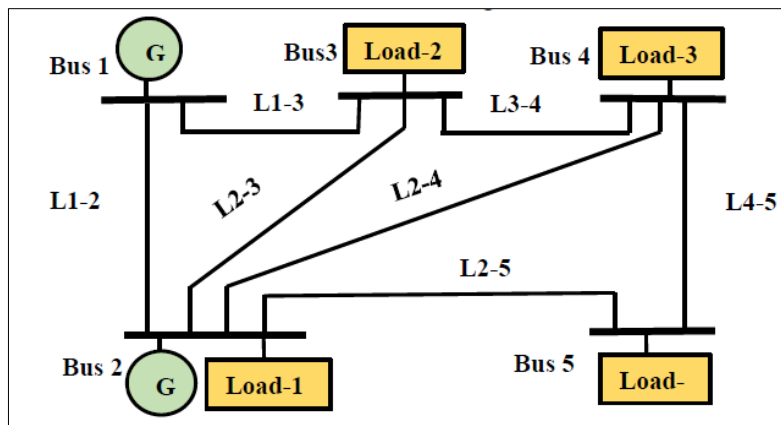 G
Bus 1
Bus3
Load-2
Bus 4
Load-3
L1-3
L3-4
L1-2
L2-3
L2-4
L4-5
L2-5
Bus 2
G
Load-1
Bus 5
Load-